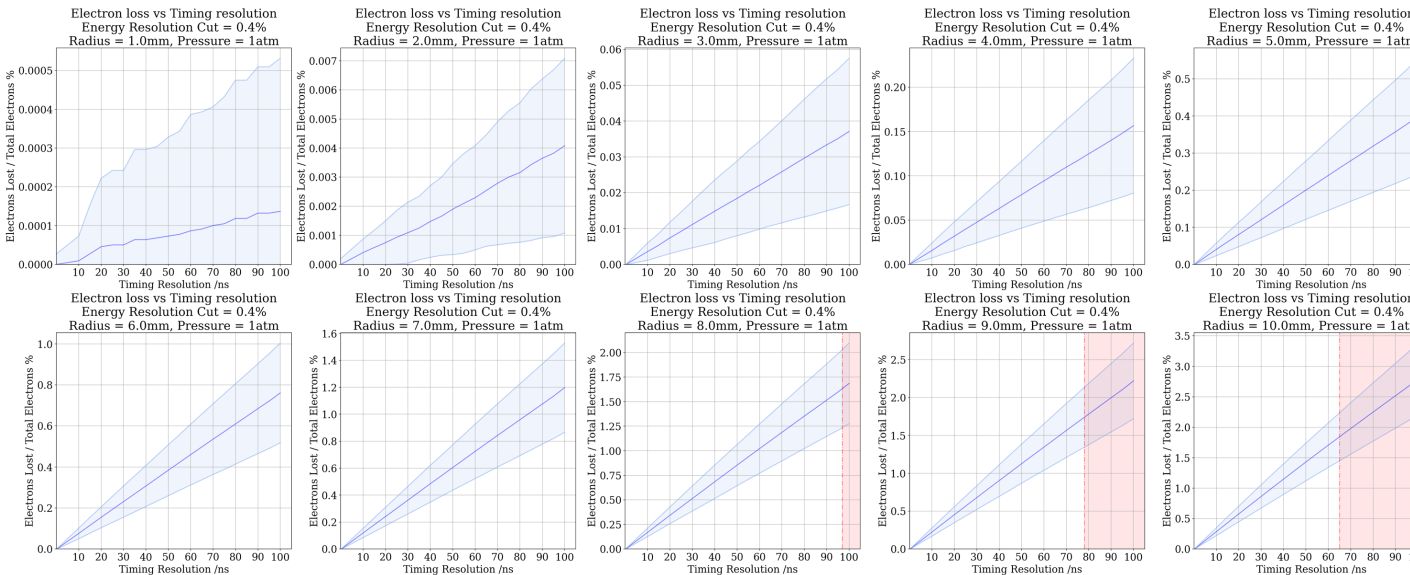 Electron loss vs Timing resolution
Energy Resolution Cut = 0.4%
Radius = 1.0mm, Pressure = 1atm
Electrons Lost / Total Electrons %
0.0005
0.0004
0.0003
0.0002
0.0001
0.0000
10 20 30 40 50 60 70 80 90 100
Timing Resolution /ns
Electron loss vs Timing resolution
Energy Resolution Cut = 0.4%
Radius = 2.0mm, Pressure = 1atm
Electrons Lost / Total Electrons %
0.007
0.006
0.005
0.004
0.003
0.002
0.001
0.000
10 20 30 40 50 60 70 80 90 100
Timing Resolution /ns
Electron loss vs Timing resolution
Energy Resolution Cut = 0.4%
Radius = 3.0mm, Pressure = 1atm
Electrons Lost / Total Electrons %
0.06
0.05
0.04
0.03
0.02
0.01
0.00
10 20 30 40 50 60 70 80 90 100
Timing Resolution /ns
Electron loss vs Timing resolution
Energy Resolution Cut = 0.4%
Radius = 4.0mm, Pressure = 1atm
Electrons Lost / Total Electrons %
0.20
0.15
0.10
0.05
0.00
10 20 30 40 50 60 70 80 90 100
Timing Resolution /ns
Electron loss vs Timing resolution
Energy Resolution Cut = 0.4%
Radius = 5.0mm, Pressure = 1atm
Electrons Lost / Total Electrons %
0.5
0.4
0.3
0.2
0.1
0.0
10 20 30 40 50 60 70 80 90
Timing Resolution /ns
Electron loss vs Timing resolution
Energy Resolution Cut = 0.4%
Radius = 6.0mm, Pressure = 1atm
Electrons Lost / Total Electrons %
1.0
0.8
0.6
0.4
0.2
0.0
10 20 30 40 50 60 70 80 90 100
Timing Resolution /ns
Electron loss vs Timing resolution
Energy Resolution Cut = 0.4%
Radius = 7.0mm, Pressure = 1atm
Electrons Lost / Total Electrons %
1.6
1.4
1.2
1.0
0.8
0.6
0.4
0.2
0.0
10 20 30 40 50 60 70 80 90 100
Timing Resolution /ns
Electron loss vs Timing resolution
Energy Resolution Cut = 0.4%
Radius = 8.0mm, Pressure = 1atm
Electrons Lost / Total Electrons %
2.00
1.75
1.50
1.25
1.00
0.75
0.50
0.25
0.00
10 20 30 40 50 60 70 80 90 100
Timing Resolution /ns
Electron loss vs Timing resolution
Energy Resolution Cut = 0.4%
Radius = 9.0mm, Pressure = 1atm
Electrons Lost / Total Electrons %
2.5
2.0
1.5
1.0
0.5
0.0
10 20 30 40 50 60 70 80 90 100
Timing Resolution /ns
Electron loss vs Timing resolution
Energy Resolution Cut = 0.4%
Radius = 10.0mm, Pressure = 1atm
Electrons Lost / Total Electrons %
3.5
3.0
2.5
2.0
1.5
1.0
0.5
0.0
10 20 30 40 50 60 70 80 90
Timing Resolution /ns